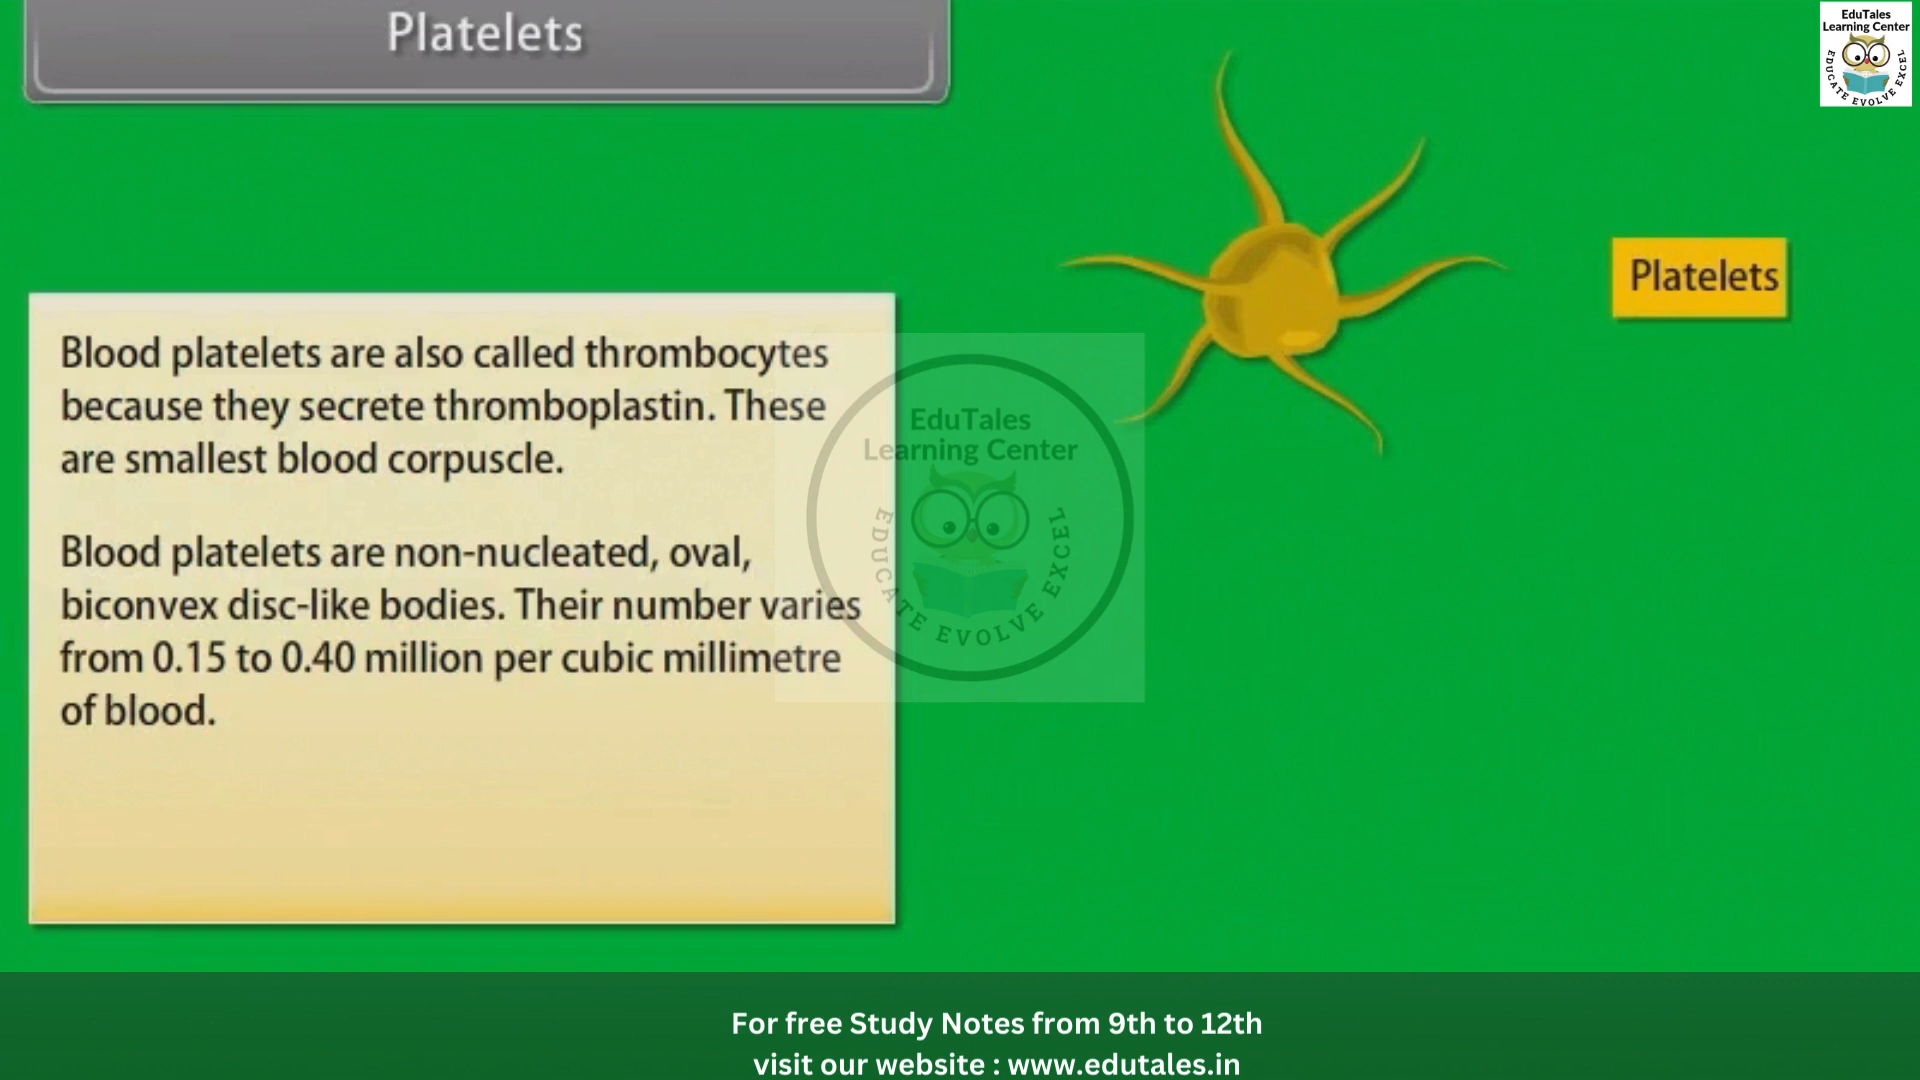 Platelets
EduTales
Learning Center
EDUCATE EVOLVE EXCEL
Platelets
Blood platelets are also called thrombocytes
because they secrete thromboplastin. These
are smallest blood corpuscle.
Blood platelets are non-nucleated, oval,
biconvex disc-like bodies. Their number varies
from 0.15 to 0.40 million per cubic millimetre
of blood.
EduTales
Learning Center
EDUCATE EVOLVE EXCEL
For free Study Notes from 9th to 12th
visit our website : www.edutales.in